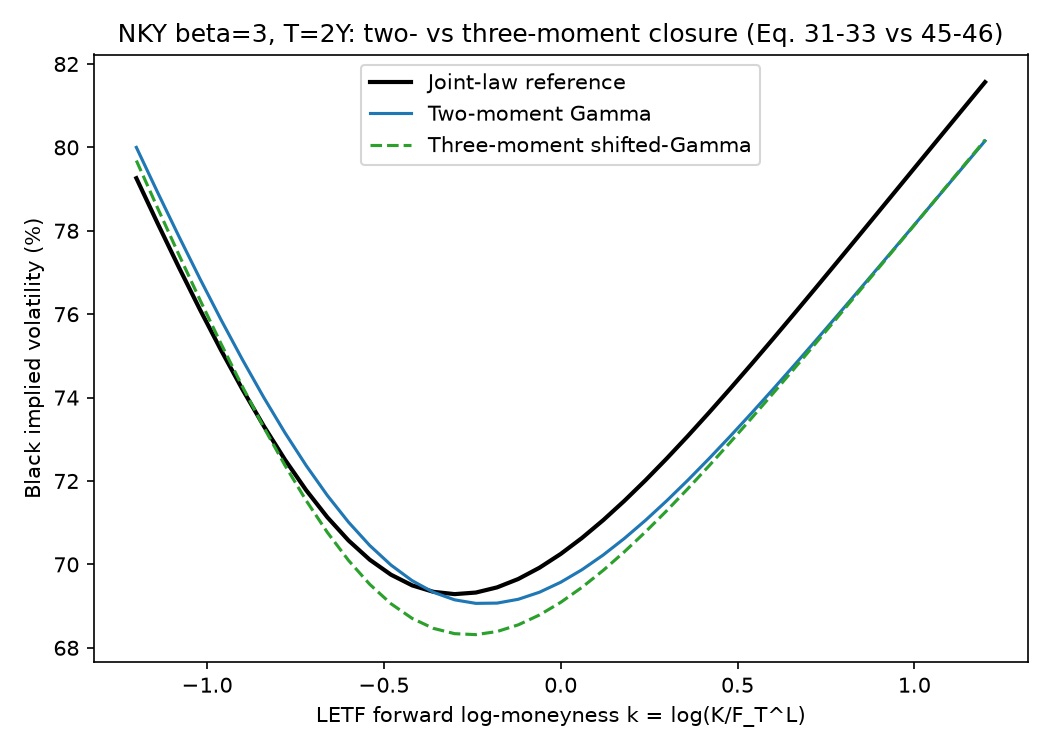 NKY beta=3, T=2Y: two- vs three-moment closure (Eq. 31-33 vs 45-46)
Joint-law reference
Two-moment Gamma
Three-moment shifted-Gamma
Black implied volatility (%)
82
80
78
76
74
72
70
68
−1.0
−0.5
0.0
0.5
1.0
LETF forward log-moneyness k = log(K/F_T^L)